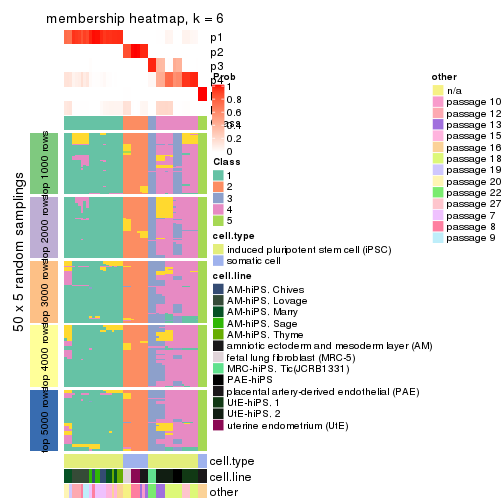 membership heatmap, k = 6
p1
p2
p3
p4
Prob
1
0.8
0.6
0.4
0.2
0
Class
1
2
3
4
5
cell.type
induced pluripotent stem cell (iPSC)
somatic cell
cell.line
AM-hiPS. Chives
AM-hiPS. Lovage
AM-hiPS. Marry
AM-hiPS. Sage
AM-hiPS. Thyme
amniotic ectoderm and mesoderm layer (AM)
fetal lung fibroblast (MRC-5)
MRC-hiPS. Tic(JCRB1331)
PAE-hiPS
placental artery-derived endothelial (PAE)
UtE-hiPS. 1
UtE-hiPS. 2
uterine endometrium (UtE)
other
n/a
passage 10
passage 12
passage 13
passage 15
passage 16
passage 18
passage 19
passage 20
passage 22
passage 27
passage 7
passage 8
passage 9
50 x 5 random samplings
top 1000 rows
top 2000 rows
top 3000 rows
top 4000 rows
top 5000 rows
cell.type
cell.line
other